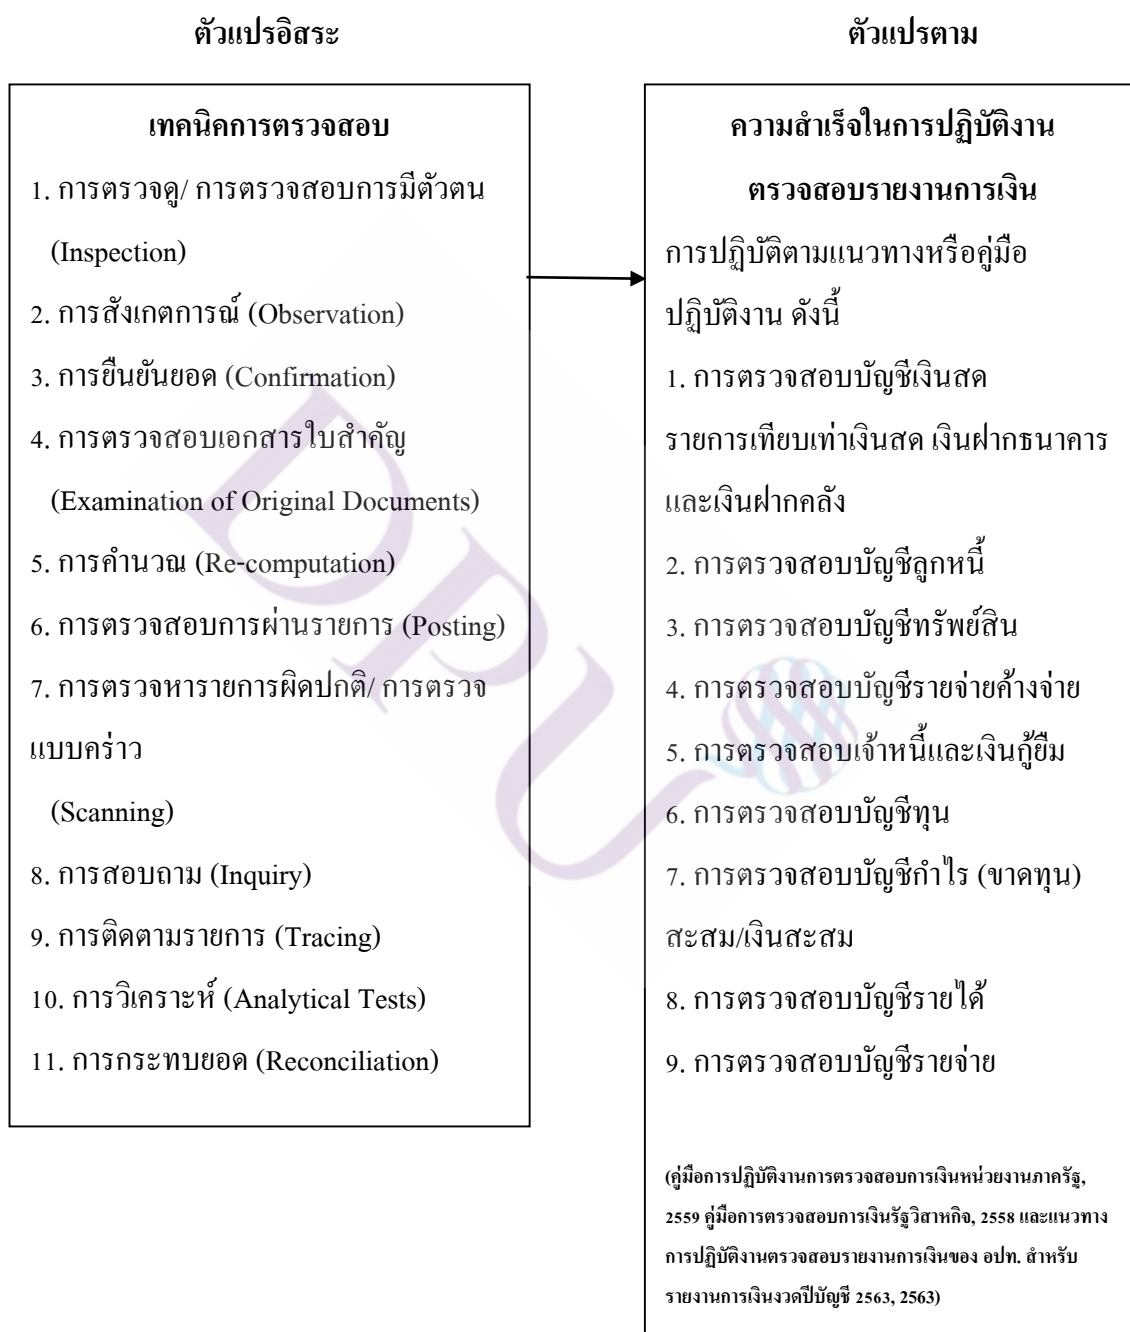 ตัวแปรอิสระ
ตัวแปรตาม
เทคนิคการตรวจสอบ
1. การตรวจดู/ การตรวจสอบการมีตัวตน
(Inspection)
2. การสังเกตการณ์ (Observation)
3. การยืนยันยอด (Confirmation)
4. การตรวจสอบเอกสารใบสำคัญ
(Examination of Original Documents)
5. การคำนวณ (Re-computation)
6. การตรวจสอบการผ่านรายการ (Posting)
7. การตรวจหารายการผิดปกติ/ การตรวจ
แบบคร่าว
(Scanning)
8. การสอบถาม (Inquiry)
9. การติดตามรายการ (Tracing)
10. การวิเคราะห์ (Analytical Tests)
11. การกระทบยอด (Reconciliation)
ความสำเร็จในการปฏิบัติงาน
ตรวจสอบรายงานการเงิน
การปฏิบัติตามแนวทางหรือคู่มือ
ปฏิบัติงาน ดังนี้
1. การตรวจสอบบัญชีเงินสด
รายการเทียบเท่าเงินสด เงินฝากธนาคาร
และเงินฝากคลัง
2. การตรวจสอบบัญชีลูกหนี้
3. การตรวจสอบบัญชีทรัพย์สิน
4. การตรวจสอบบัญชีรายจ่ายค้างจ่าย
5. การตรวจสอบเจ้าหนี้และเงินกู้ยืม
6. การตรวจสอบบัญชีทุน
7. การตรวจสอบบัญชีกำไร (ขาดทุน)
สะสม/เงินสะสม
8. การตรวจสอบบัญชีรายได้
9. การตรวจสอบบัญชีรายจ่าย
(คู่มือการปฏิบัติงานการตรวจสอบการเงินหน่วยงานภาครัฐ,
2559 คู่มือการตรวจสอบการเงินรัฐวิสาหกิจ, 2558 และแนวทาง
การปฏิบัติงานตรวจสอบรายงานการเงินของ อปท. สำหรับ
รายงานการเงินงวดปีบัญชี 2563, 2563)
DPU